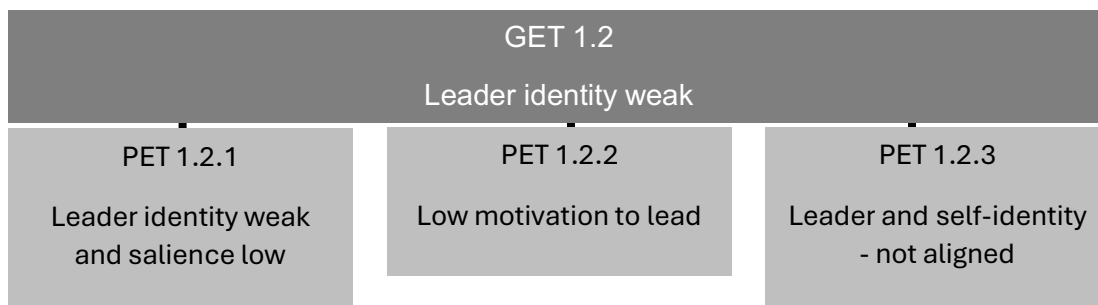 GET 1.2
Leader identity weak
PET 1.2.1
Leader identity weak
and salience low
PET 1.2.2
Low motivation to lead
PET 1.2.3
Leader and self-identity
- not aligned